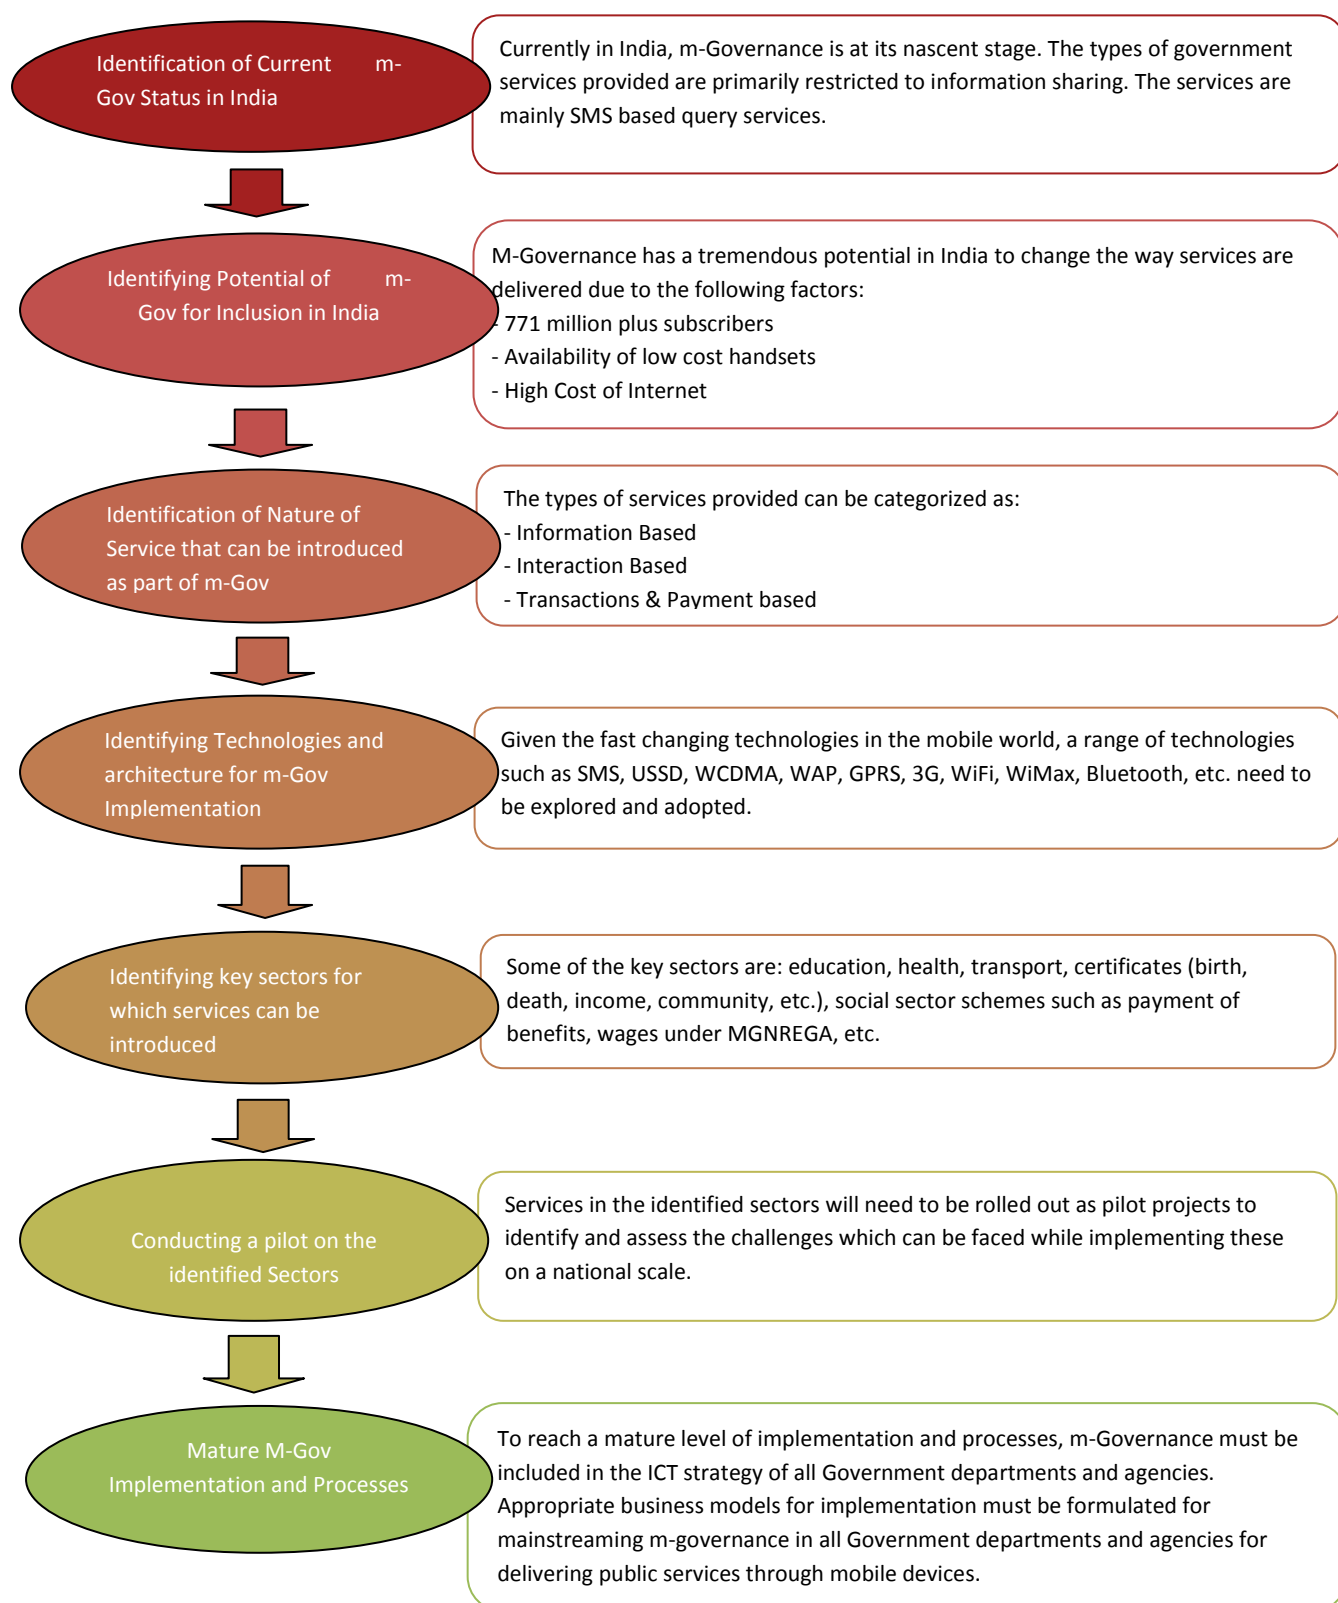 Identification of Current m-
Gov Status in India
Currently in India, m-Governance is at its nascent stage. The types of government
services provided are primarily restricted to information sharing. The services are
mainly SMS based query services.
Identifying Potential of m-
Gov for Inclusion in India
M-Governance has a tremendous potential in India to change the way services are
delivered due to the following factors:
- 771 million plus subscribers
- Availability of low cost handsets
- High Cost of Internet
Identification of Nature of
Service that can be introduced
as part of m-Gov
The types of services provided can be categorized as:
- Information Based
- Interaction Based
- Transactions & Payment based
Identifying Technologies and
architecture for m-Gov
Implementation
Given the fast changing technologies in the mobile world, a range of technologies
such as SMS, USSD, WCDMA, WAP, GPRS, 3G, WiFi, WiMax, Bluetooth, etc. need to
be explored and adopted.
Identifying key sectors for
which services can be
introduced
Some of the key sectors are: education, health, transport, certificates (birth,
death, income, community, etc.), social sector schemes such as payment of
benefits, wages under MGNREGA, etc.
Conducting a pilot on the
identified Sectors
Services in the identified sectors will need to be rolled out as pilot projects to
identify and assess the challenges which can be faced while implementing these
on a national scale.
Mature M-Gov
Implementation and Processes
To reach a mature level of implementation and processes, m-Governance must be
included in the ICT strategy of all Government departments and agencies.
Appropriate business models for implementation must be formulated for
mainstreaming m-governance in all Government departments and agencies for
delivering public services through mobile devices.